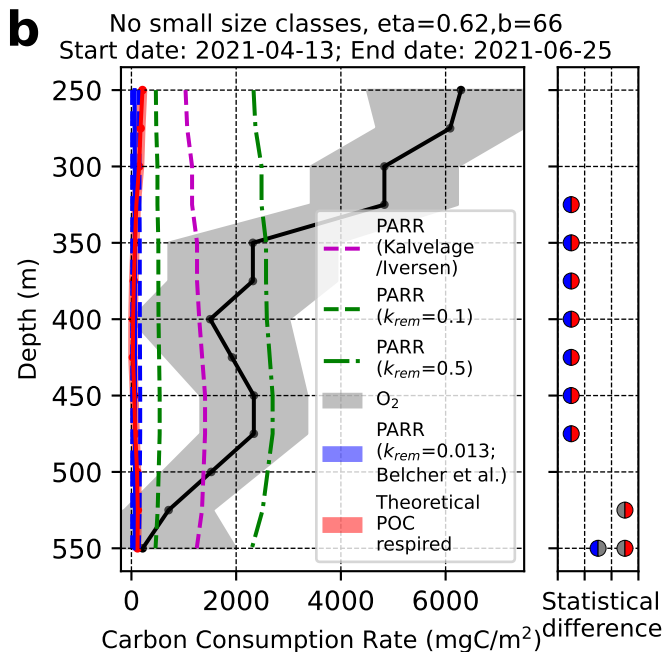 b
No small size classes, eta=0.62,b=66
Start date: 2021-04-13; End date: 2021-06-25
250
300
350
400
450
500
550
Depth (m)
PARR
(Kalvelage
/Iversen)
PARR
(k_rem=0.1)
PARR
(k_rem=0.5)
O₂
PARR
(k_rem=0.013;
Belcher et al.)
Theoretical
POC
respired
0 2000 4000 6000
Carbon Consumption Rate (mgC/m²)
Statistical
difference